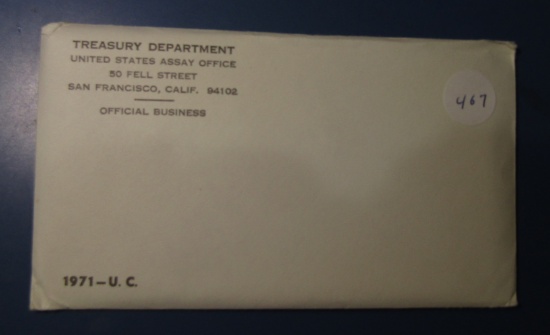 TREASURY DEPARTMENT
UNITED STATES ASSAY OFFICE
50 FELL STREET
SAN FRANCISCO, CALIF. 94102
OFFICIAL BUSINESS
467
1971—U. C.